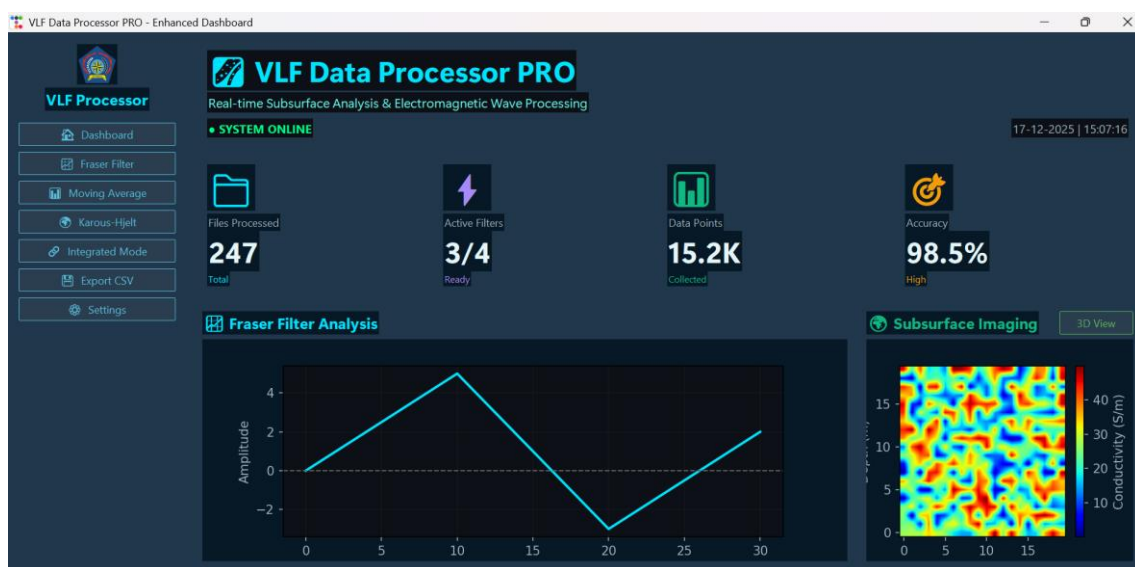 VLF Data Processor PRO - Enhanced Dashboard
VLF Processor
Dashboard
Fraser Filter
Moving Average
Karous-Hjelt
Integrated Mode
Export CSV
Settings
VLF Data Processor PRO
Real-time Subsurface Analysis & Electromagnetic Wave Processing
● SYSTEM ONLINE
17-12-2025 | 15:07:16
Files Processed
247
Total
Active Filters
3/4
Ready
Data Points
15.2K
Collected
Accuracy
98.5%
High
Fraser Filter Analysis
Amplitude
4
2
0
−2
0 5 10 15 20 25 30
Subsurface Imaging
3D View
15
10
5
0
0 5 10 15
40
30
20
10
Conductivity (S/m)